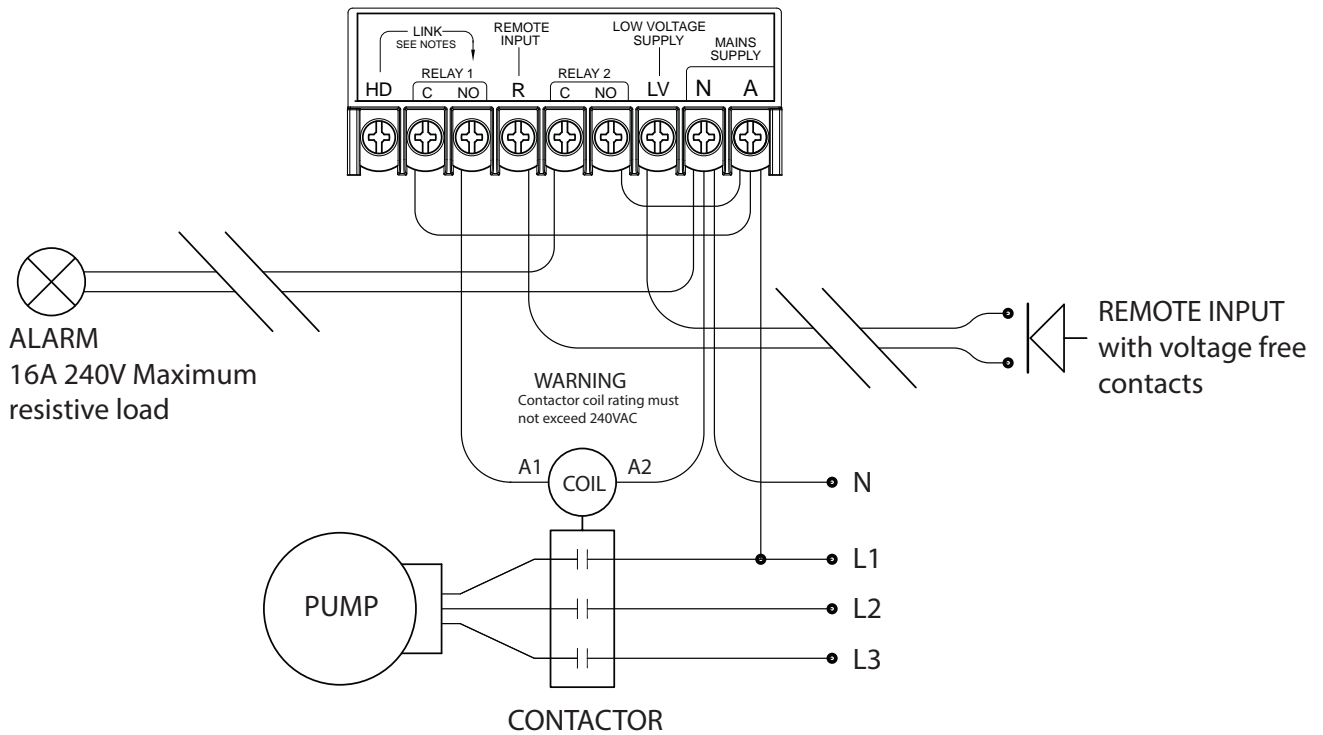 LINK
SEE NOTES
REMOTE
INPUT
LOW VOLTAGE
SUPPLY
MAINS
SUPPLY
RELAY 1
RELAY 2
HD C NO R C NO LV N A
ALARM
16A 240V Maximum
resistive load
REMOTE INPUT
with voltage free
contacts
WARNING
Contactor coil rating must
not exceed 240VAC
A1 COIL A2
N
L1
L2
L3
PUMP
CONTACTOR